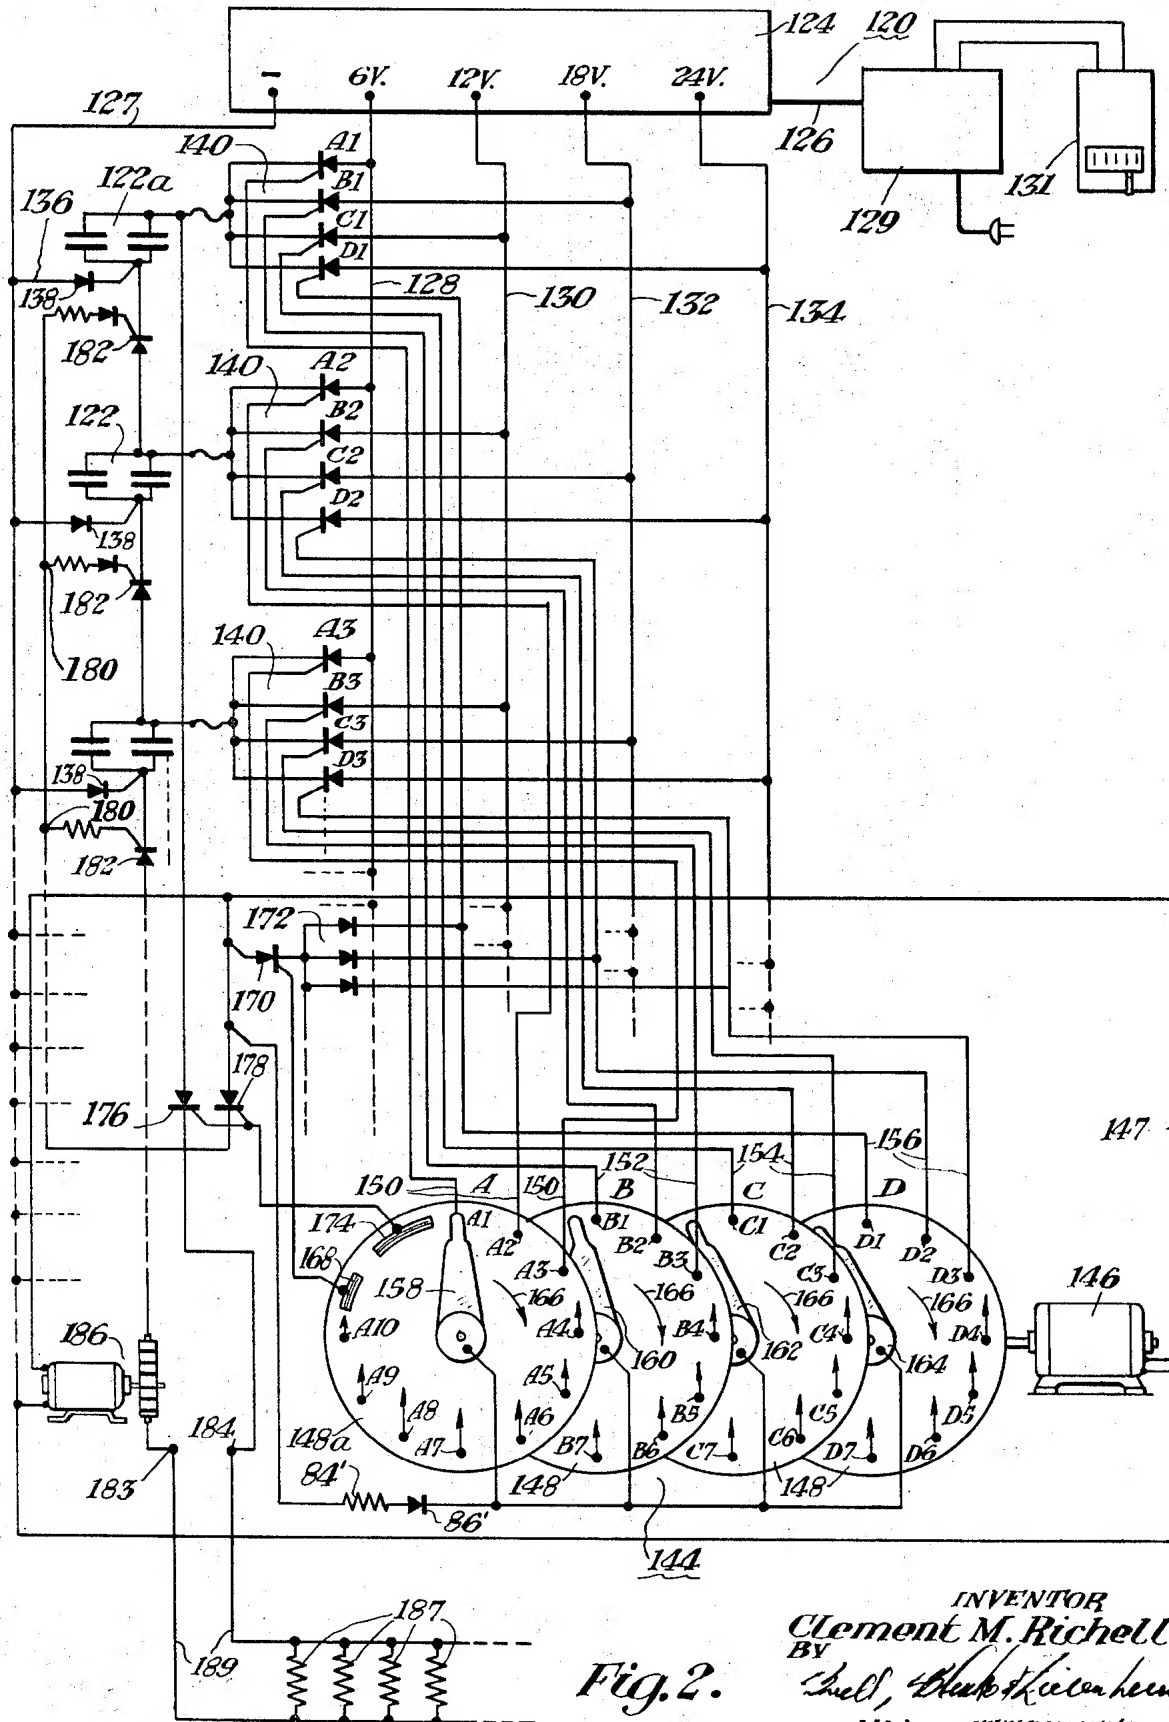 124
120
– 6V. 12V. 18V. 24V.
127
126
129
131
140
A1
B1
C1
D1
122a
136
138
182
128
130
132
134
140
A2
B2
C2
D2
122
138
182
180
140
A3
B3
C3
D3
138
180
182
172
170
178
176
147
150
A
150
152
B
154
C
156
D
174
168
A1
A2
A3
A4
A5
A6
A7
A8
A9
A10
158
166
148a
B1
B2
B3
B4
B5
B6
B7
160
166
148
C1
C2
C3
C4
C5
C6
C7
162
166
148
D1
D2
D3
D4
D5
D6
D7
164
166
146
186
184
183
84'
86'
144
187
189
Fig. 2.
INVENTOR
Clement M. Richell
BY